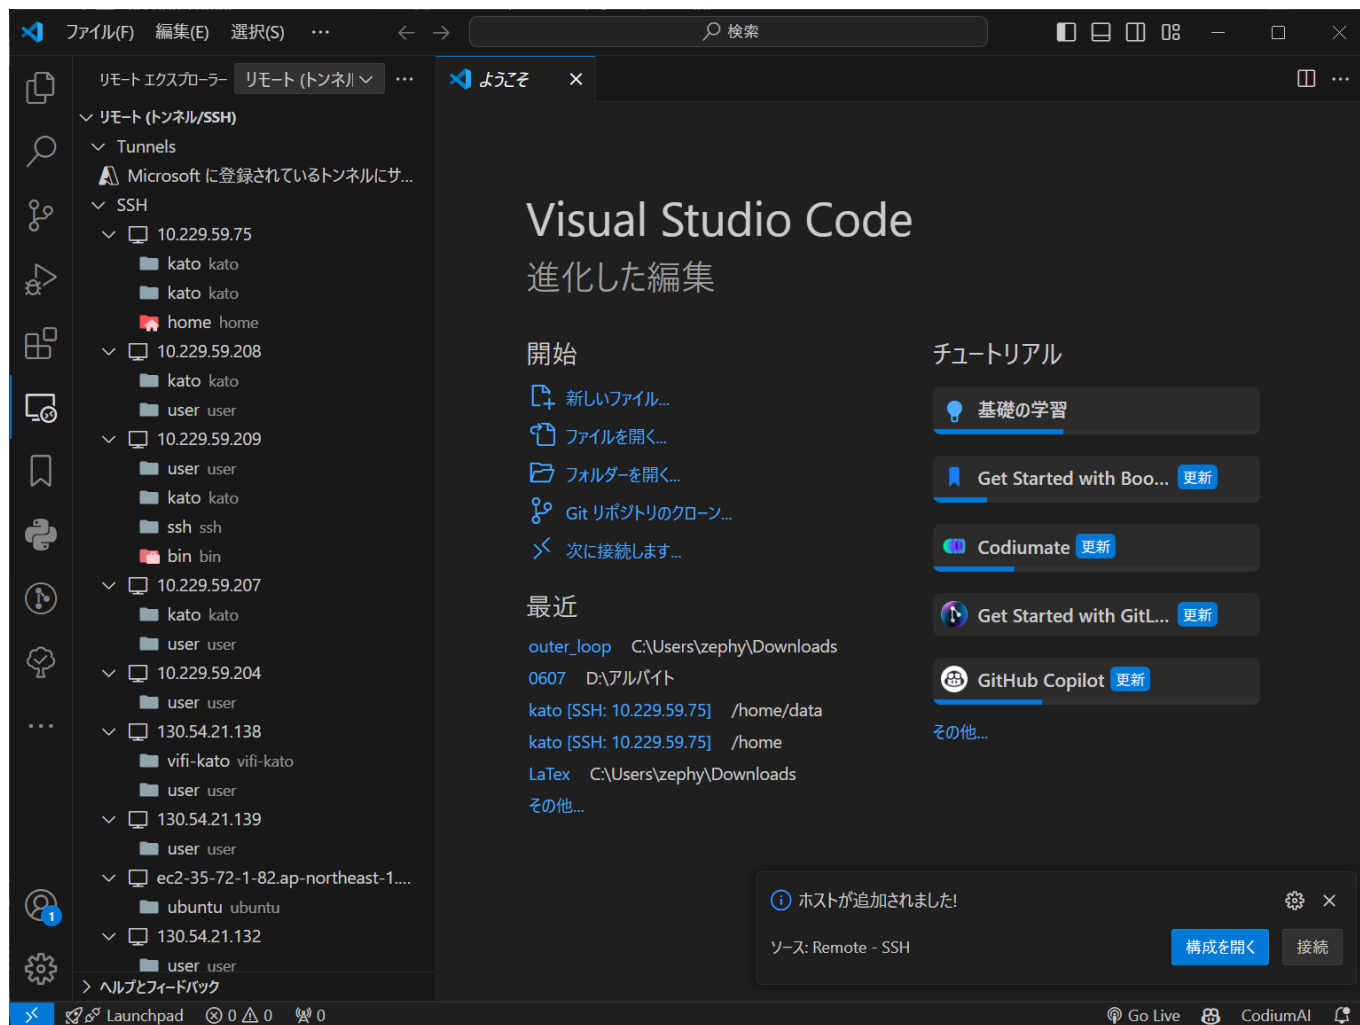 ファイル(F) 編集(E) 選択(S) … 検索
リモート エクスプローラー リモート (トンネル
ようこそ
リモート (トンネル/SSH)
Tunnels
Microsoft に登録されているトンネルにサ...
SSH
10.229.59.75
kato kato
kato kato
home home
10.229.59.208
kato kato
user user
10.229.59.209
user user
kato kato
ssh ssh
bin bin
10.229.59.207
kato kato
user user
10.229.59.204
user user
130.54.21.138
vifi-kato vifi-kato
user user
130.54.21.139
user user
ec2-35-72-1-82.ap-northeast-1....
ubuntu ubuntu
130.54.21.132
user user
ヘルプとフィードバック
Visual Studio Code
進化した編集
開始
新しいファイル...
ファイルを開く...
フォルダーを開く...
Git リポジトリのクローン...
次に接続します...
最近
outer_loop C:\Users\zephy\Downloads
0607 D:\アルバイト
kato [SSH: 10.229.59.75] /home/data
kato [SSH: 10.229.59.75] /home
LaTex C:\Users\zephy\Downloads
その他...
チュートリアル
基礎の学習
Get Started with Boo... 更新
Codiumate 更新
Get Started with GitL... 更新
GitHub Copilot 更新
その他...
ホストが追加されました!
ソース: Remote - SSH 構成を開く 接続
1
Launchpad 0 0 0 Go Live CodiumAI